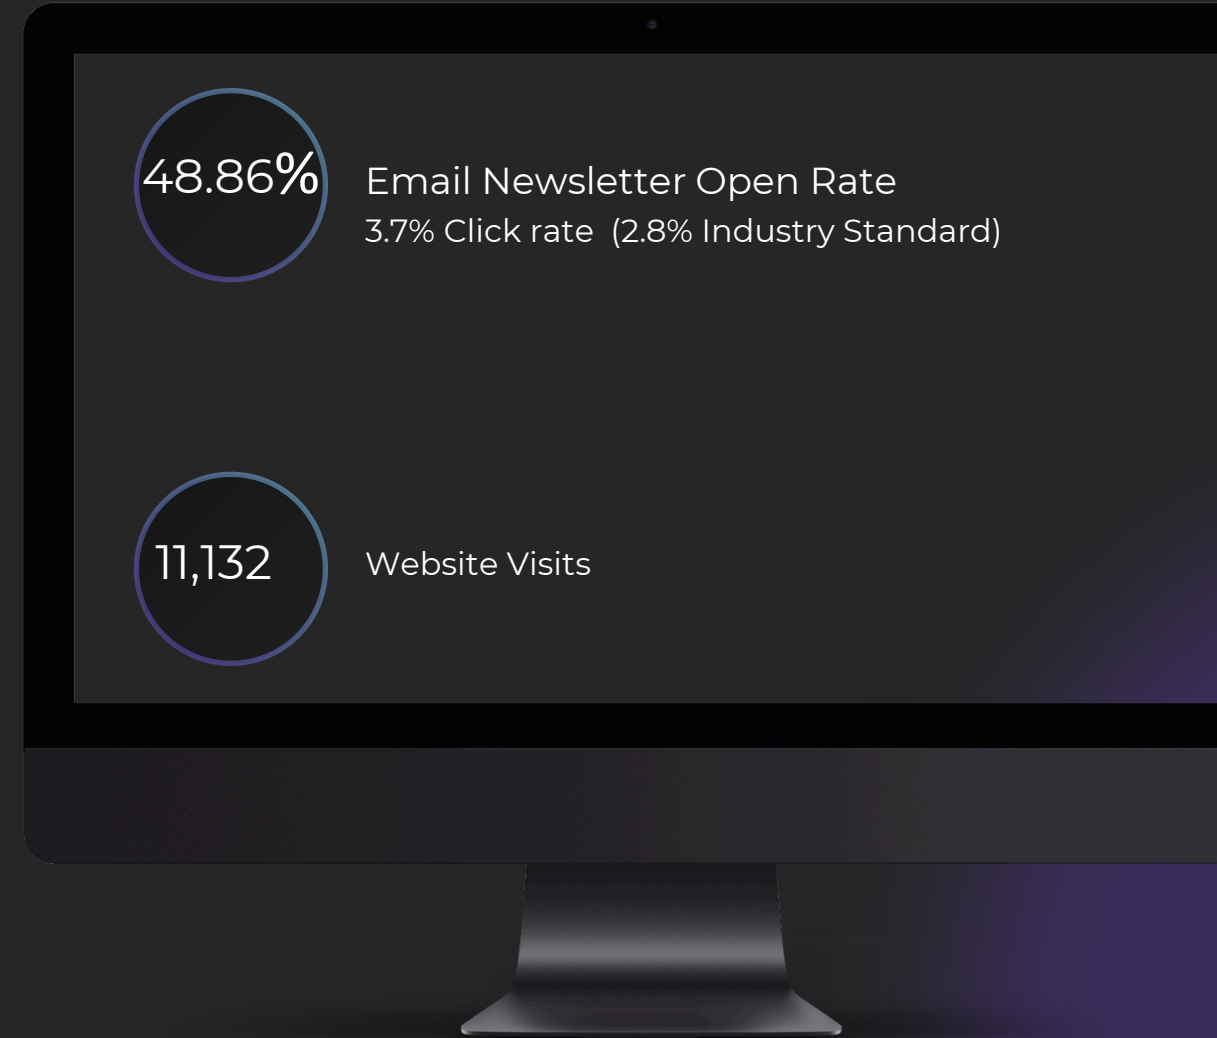 48.86%
Email Newsletter Open Rate
3.7% Click rate (2.8% Industry Standard)
11,132
Website Visits